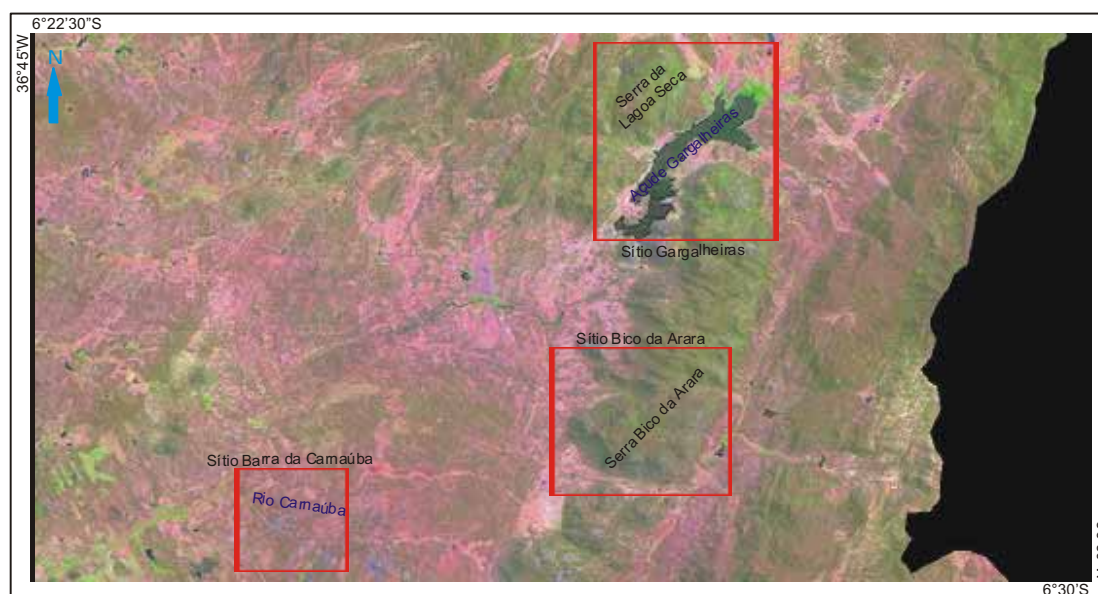 6°22'30"S
36°45'W
N
Serra da
Lagoa Seca
Açude Gargalheiras
Sítio Gargalheiras
Sítio Bico da Arara
Serra Bico da Arara
Sítio Barra da Carnaúba
Rio Carnaúba
6°30'S